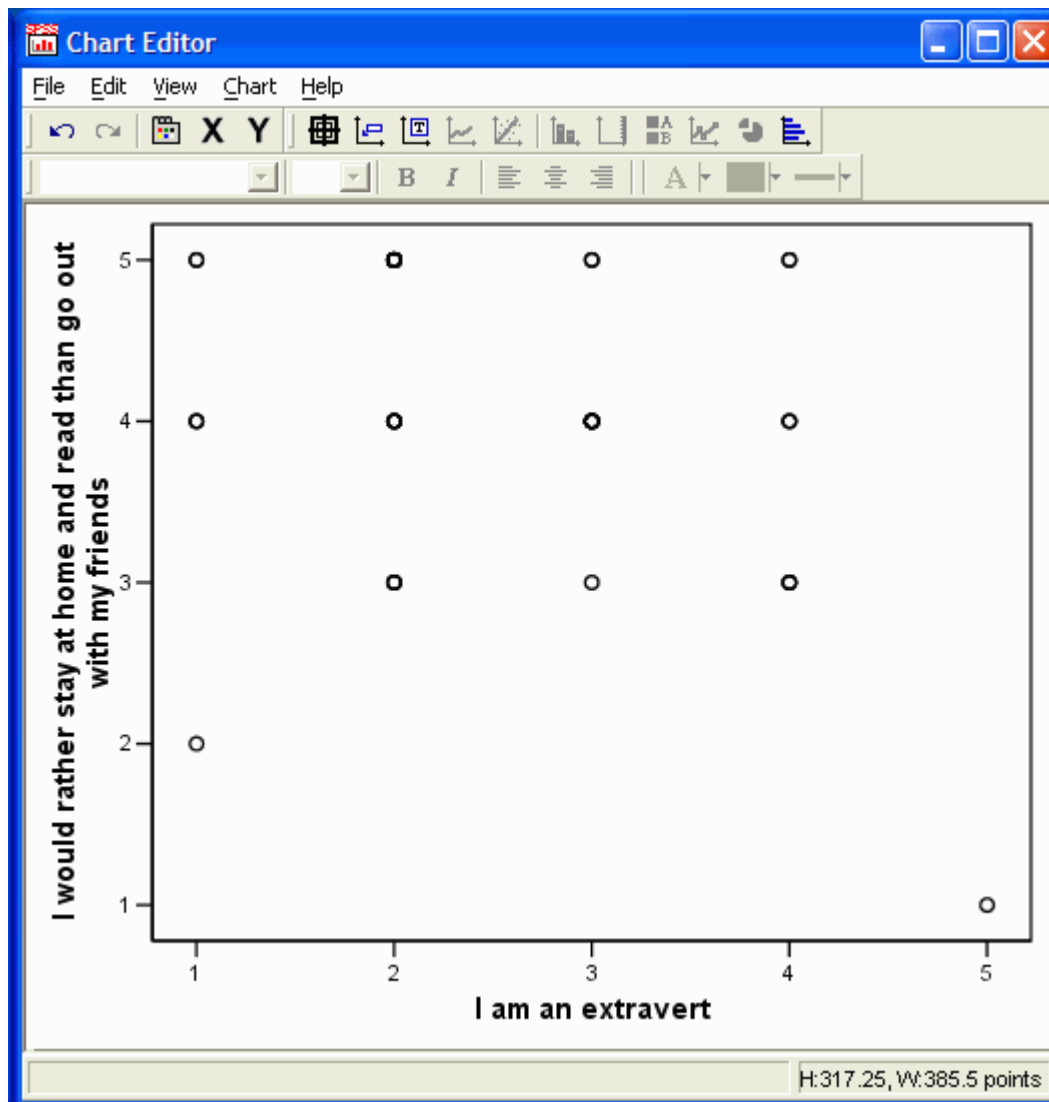 Chart Editor
File Edit View Chart Help
X Y T A B
B I A
I would rather stay at home and read than go out
with my friends
5
4
3
2
1
1 2 3 4 5
I am an extravert
H:317.25, W:385.5 points